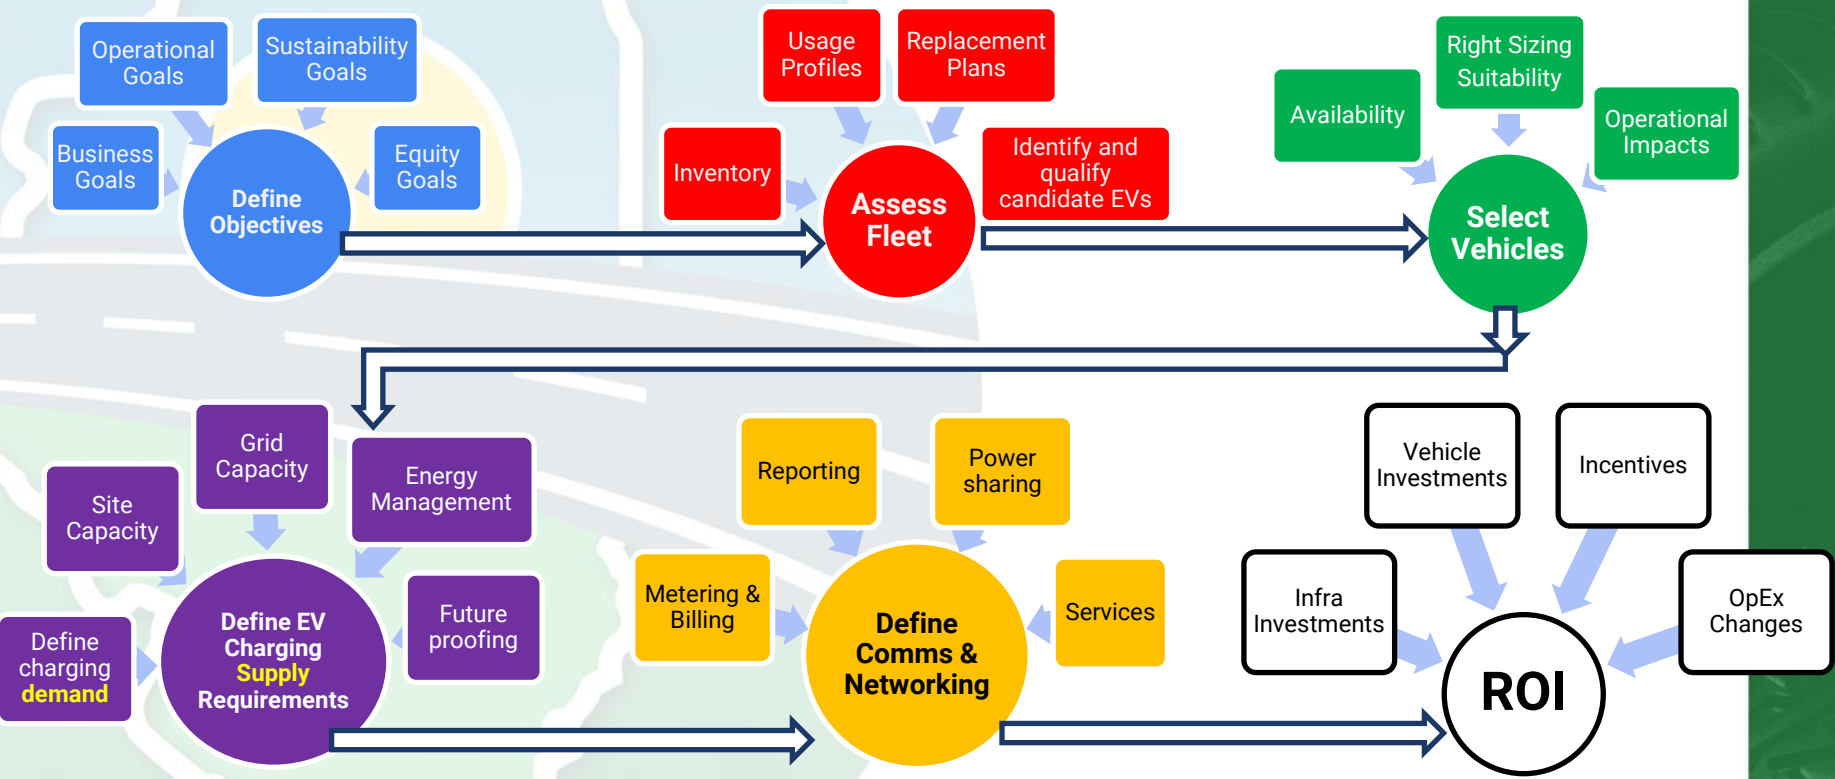 Operational
Goals
Sustainability
Goals
Business
Goals
Equity
Goals
Define
Objectives
Usage
Profiles
Replacement
Plans
Inventory
Identify and
qualify
candidate EVs
Assess
Fleet
Availability
Right Sizing
Suitability
Operational
Impacts
Select
Vehicles
Define
charging
demand
Site
Capacity
Grid
Capacity
Energy
Management
Future
proofing
Define EV
Charging
Supply
Requirements
Metering &
Billing
Reporting
Power
sharing
Services
Define
Comms &
Networking
Infra
Investments
Vehicle
Investments
Incentives
OpEx
Changes
ROI